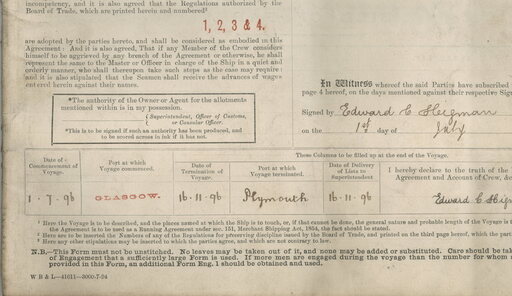 incompetency, and it is also agreed that the Regulations authorized by the
Board of Trade, which are printed herein and numbered²
1, 2, 3 & 4.
are adopted by the parties hereto, and shall be considered as embodied in this
Agreement: And it is also agreed, That if any Member of the Crew considers
himself to be aggrieved by any breach of the Agreement or otherwise, he shall
represent the same to the Master or Officer in charge of the Ship in a quiet and
orderly manner, who shall thereupon take such steps as the case may require:
and it is also stipulated that the Seamen shall receive the advances of wages
entered herein against their names.
*The authority of the Owner or Agent for the allotments
mentioned within is in my possession.
Superintendent, Officer of Customs,
or Consular Officer.
*This is to be signed if such an authority has been produced, and
to be scored across in ink if it has not.
In Witness whereof the said Parties have subscribed
page 4 hereof, on the days mentioned against their respective Sign
Signed by Edward C Hegman
on the 1st day of July
These Columns to be filled up at the end of the Voyage.
Date of Commencement of Voyage.
Port at which Voyage commenced.
Date of Termination of Voyage.
Port at which Voyage terminated.
Date of Delivery of Lists to Superintendent
I hereby declare to the truth of the
Agreement and Account of Crew, &c
1. 7. 96
GLASGOW.
16. 11. 96
Plymouth
16. 11. 96
Edward C Heg
¹ Here the Voyage is to be described, and the places named at which the Ship is to touch, or, if that cannot be done, the general nature and probable length of the Voyage is
the Agreement is to be used as a Running Agreement under sec. 151, Merchant Shipping Act, 1854, the fact should be stated.
² Here are to be inserted the Numbers of any of the Regulations for preserving discipline issued by the Board of Trade, and printed on the third page hereof, which the parti
³ Here any other stipulations may be inserted to which the parties agree, and which are not contrary to law.
N.B.—This Form must not be unstitched. No leaves may be taken out of it, and none may be added or substituted. Care should be take
of Engagement that a sufficiently large Form is used. If more men are engaged during the voyage than the number for whom s
provided in this Form, an additional Form Eng. 1 should be obtained and used.
W B & L—41611—3000-7-94